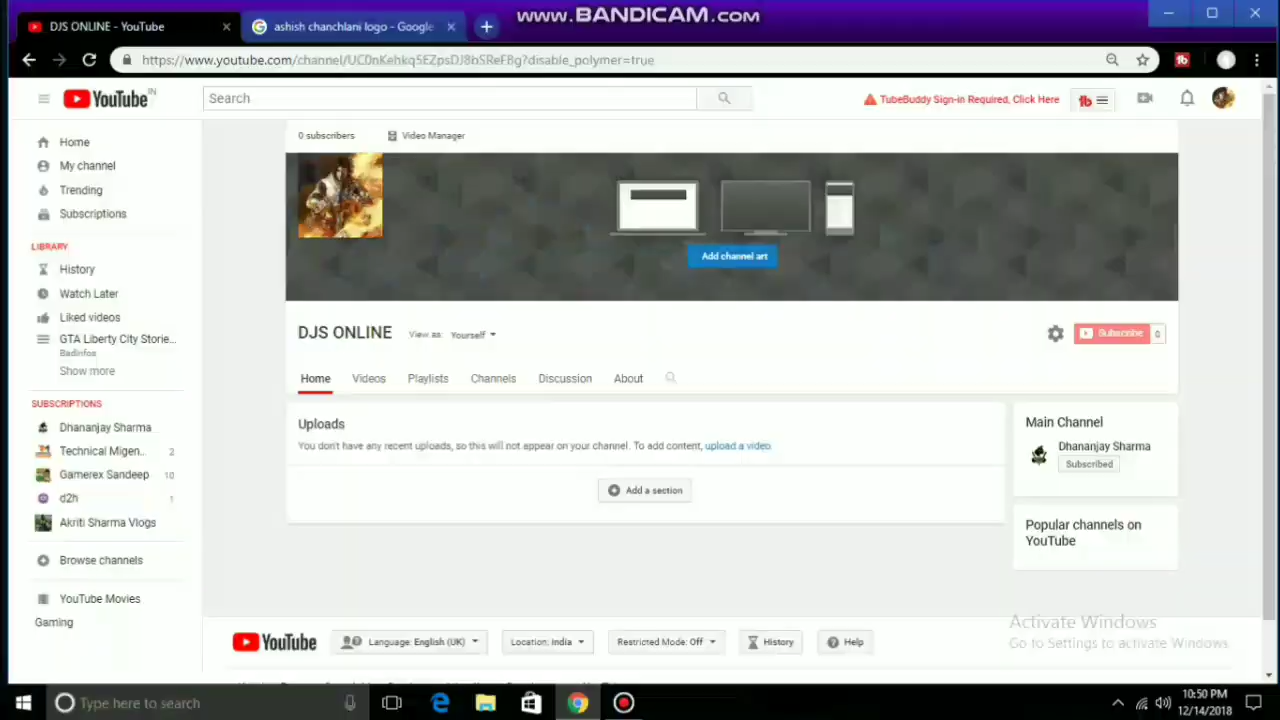 www.BANDICAM.com
DJS ONLINE - YouTube
ashish chanchlani logo - Google
https://www.youtube.com/channel/UC0nKehkq5EZpsDJ8bSReFBg?disable_polymer=true
YouTube IN
Search
TubeBuddy Sign-in Required, Click Here
tb
0 subscribers
Video Manager
Home
My channel
Trending
Subscriptions
LIBRARY
History
Watch Later
Liked videos
GTA Liberty City Storie...
BadInfos
Show more
SUBSCRIPTIONS
Dhananjay Sharma
Technical Migen... 2
Gamerex Sandeep 10
d2h 1
Akriti Sharma Vlogs
Browse channels
YouTube Movies
Gaming
Add channel art
DJS ONLINE
View as: Yourself
Subscribe 0
Home Videos Playlists Channels Discussion About
Uploads
You don't have any recent uploads, so this will not appear on your channel. To add content, upload a video.
Add a section
Main Channel
Dhananjay Sharma
Subscribed
Popular channels on
YouTube
Activate Windows
Go to Settings to activate Windows.
YouTube
Language: English (UK)
Location: India
Restricted Mode: Off
History
Help
Type here to search
10:50 PM
12/14/2018